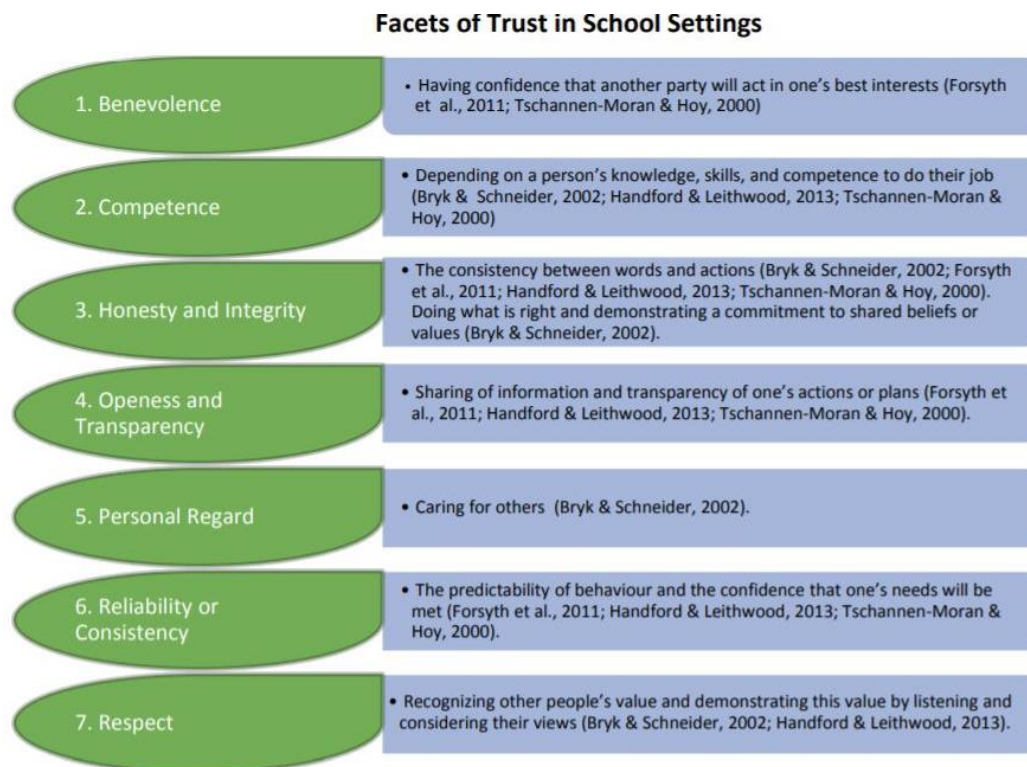 Facets of Trust in School Settings
1. Benevolence
• Having confidence that another party will act in one’s best interests (Forsyth
et al., 2011; Tschannen-Moran & Hoy, 2000)
2. Competence
• Depending on a person’s knowledge, skills, and competence to do their job
(Bryk & Schneider, 2002; Handford & Leithwood, 2013; Tschannen-Moran &
Hoy, 2000)
3. Honesty and Integrity
• The consistency between words and actions (Bryk & Schneider, 2002; Forsyth
et al., 2011; Handford & Leithwood, 2013; Tschannen-Moran & Hoy, 2000).
Doing what is right and demonstrating a commitment to shared beliefs or
values (Bryk & Schneider, 2002).
4. Openess and
Transparency
• Sharing of information and transparency of one’s actions or plans (Forsyth et
al., 2011; Handford & Leithwood, 2013; Tschannen-Moran & Hoy, 2000).
5. Personal Regard
• Caring for others (Bryk & Schneider, 2002).
6. Reliability or
Consistency
• The predictability of behaviour and the confidence that one’s needs will be
met (Forsyth et al., 2011; Handford & Leithwood, 2013; Tschannen-Moran &
Hoy, 2000).
7. Respect
• Recognizing other people’s value and demonstrating this value by listening and
considering their views (Bryk & Schneider, 2002; Handford & Leithwood, 2013).